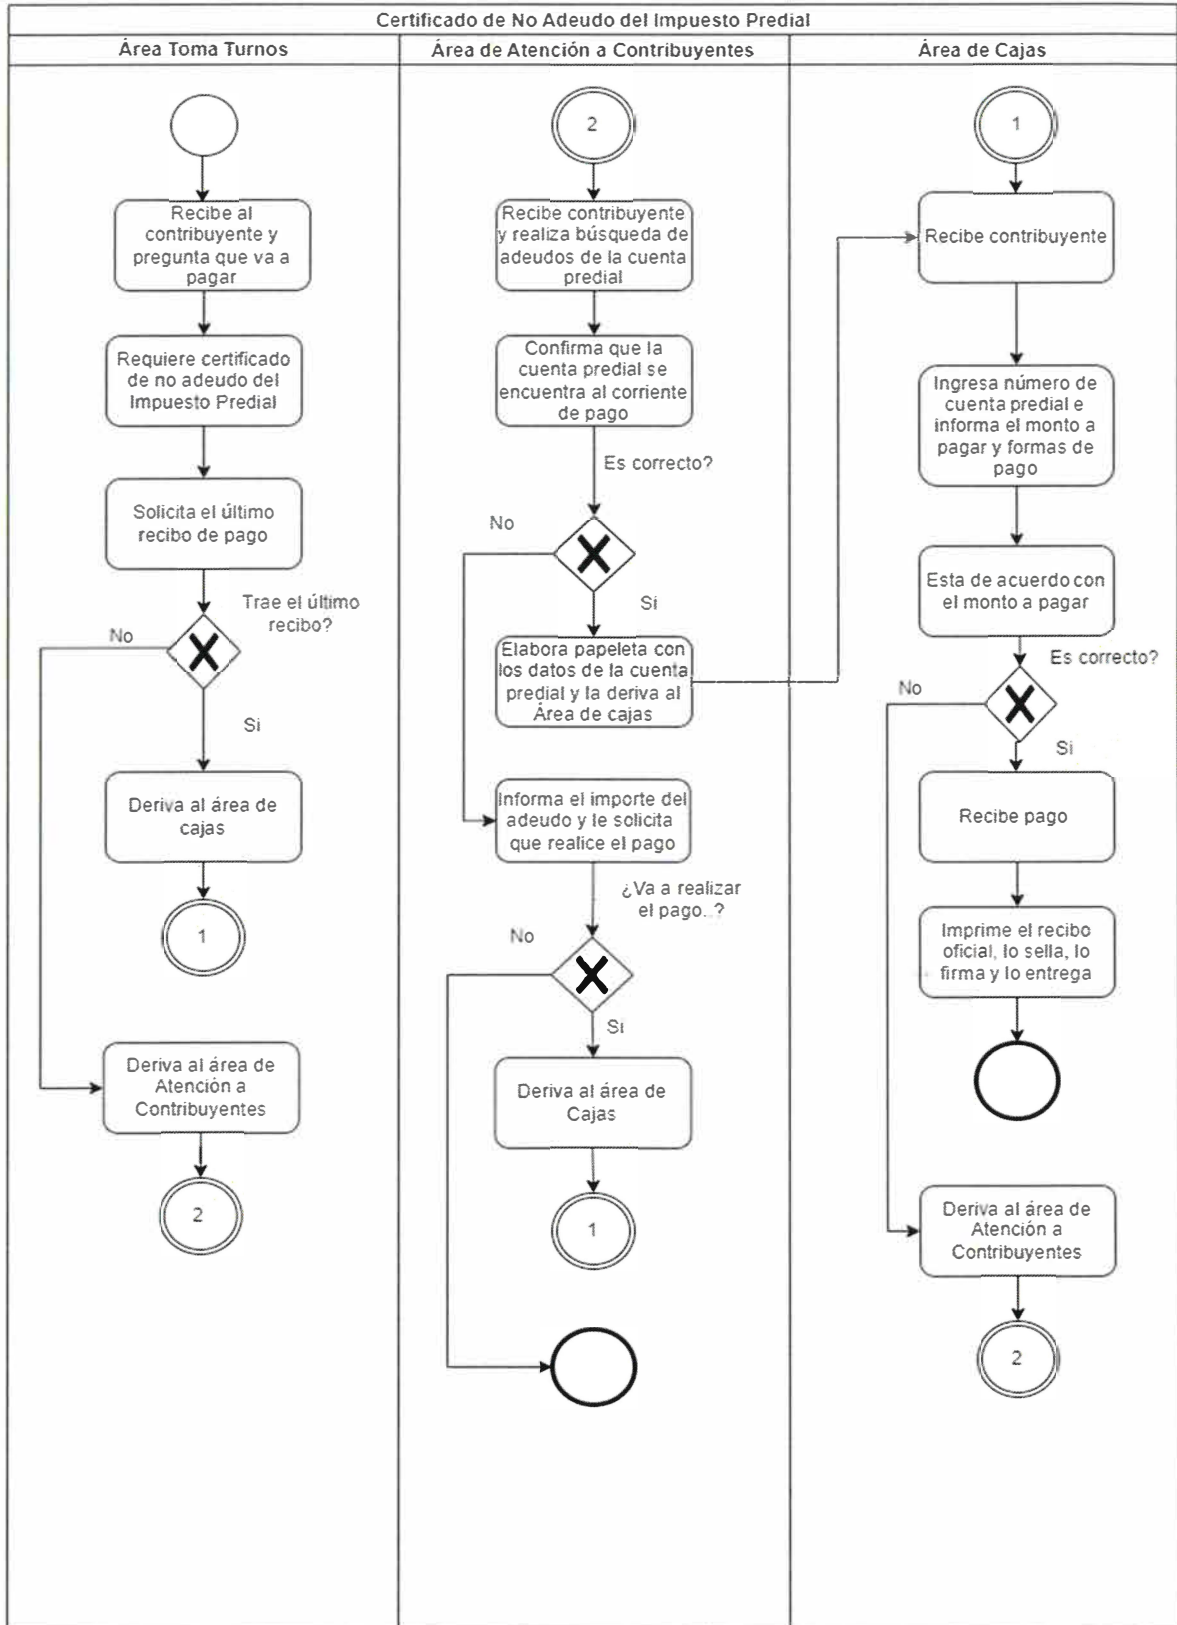 Certificado de No Adeudo del Impuesto Predial
Área Toma Turnos
Área de Atención a Contribuyentes
Área de Cajas
Recibe al
contribuyente y
pregunta que va a
pagar
Requiere certificado
de no adeudo del
Impuesto Predial
Solicita el último
recibo de pago
Trae el último
recibo?
No
Si
Deriva al área de
cajas
1
Deriva al área de
Atención a
Contribuyentes
2
2
Recibe contribuyente
y realiza búsqueda de
adeudos de la cuenta
predial
Confirma que la
cuenta predial se
encuentra al corriente
de pago
Es correcto?
No
Si
Elabora papeleta con
los datos de la cuenta
predial y la deriva al
Área de cajas
Informa el importe del
adeudo y le solicita
que realice el pago
¿Va a realizar
el pago..?
No
Si
Deriva al área de
Cajas
1
1
Recibe contribuyente
Ingresa número de
cuenta predial e
informa el monto a
pagar y formas de
pago
Esta de acuerdo con
el monto a pagar
Es correcto?
No
Si
Recibe pago
Imprime el recibo
oficial, lo sella, lo
firma y lo entrega
Deriva al área de
Atención a
Contribuyentes
2